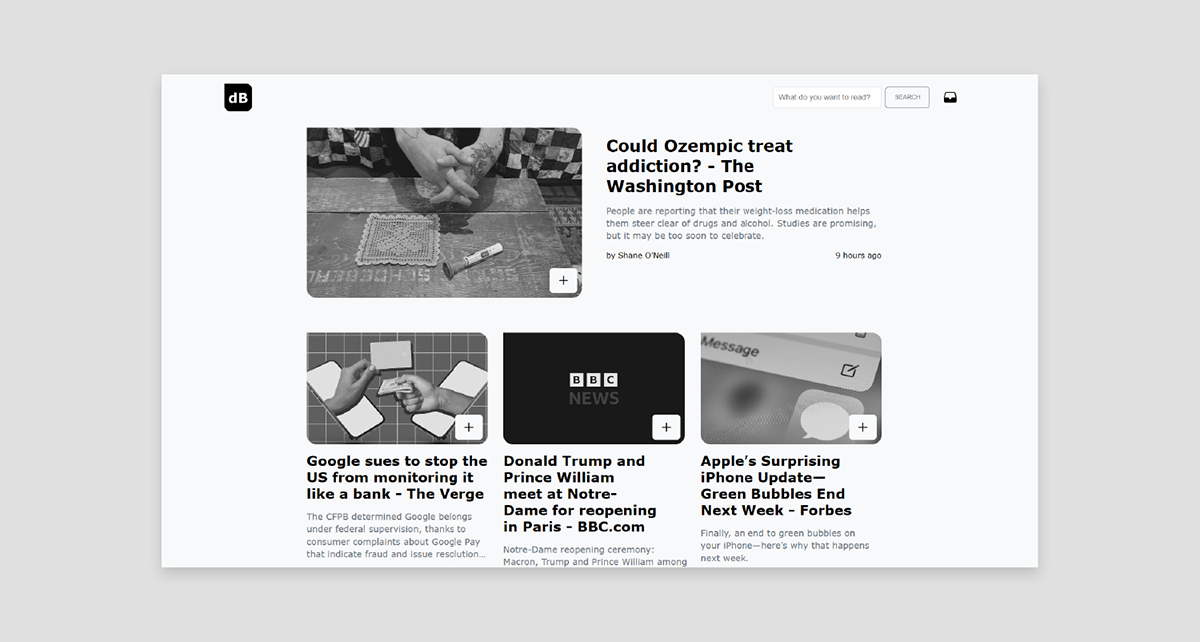 dB
What do you want to read?
SEARCH
Could Ozempic treat
addiction? - The
Washington Post
People are reporting that their weight-loss medication helps
them steer clear of drugs and alcohol. Studies are promising,
but it may be too soon to celebrate.
by Shane O'Neill
9 hours ago
BBC
NEWS
Message
Google sues to stop the
US from monitoring it
like a bank - The Verge
The CFPB determined Google belongs
under federal supervision, thanks to
consumer complaints about Google Pay
that indicate fraud and issue resolution...
Donald Trump and
Prince William
meet at Notre-
Dame for reopening
in Paris - BBC.com
Notre-Dame reopening ceremony:
Macron, Trump and Prince William among
Apple’s Surprising
iPhone Update—
Green Bubbles End
Next Week - Forbes
Finally, an end to green bubbles on
your iPhone—here’s why that happens
next week.